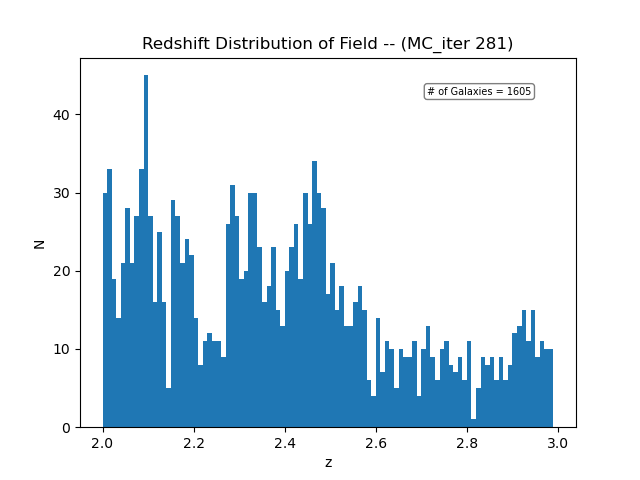 Redshift Distribution of Field -- (MC_iter 281)
# of Galaxies = 1605
40
30
20
10
0
N
2.0 2.2 2.4 2.6 2.8 3.0
z